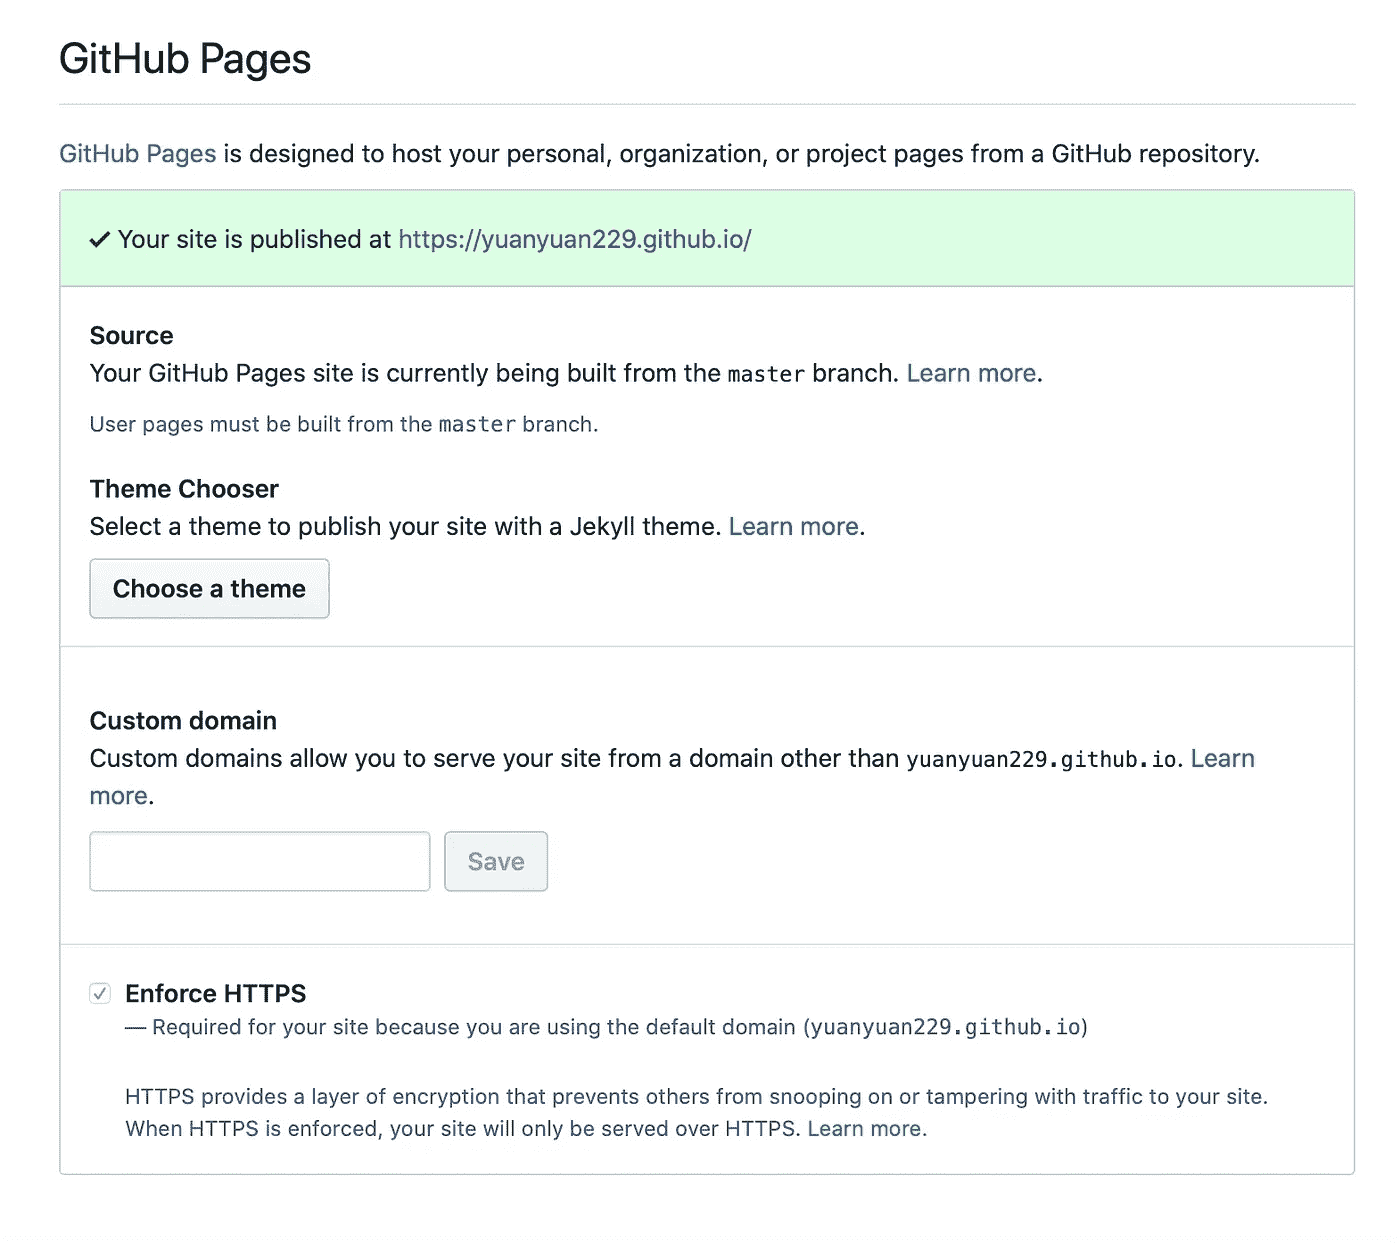 GitHub Pages
GitHub Pages is designed to host your personal, organization, or project pages from a GitHub repository.
Your site is published at https://yuanyuan229.github.io/
Source
Your GitHub Pages site is currently being built from the master branch. Learn more.
User pages must be built from the master branch.
Theme Chooser
Select a theme to publish your site with a Jekyll theme. Learn more.
Choose a theme
Custom domain
Custom domains allow you to serve your site from a domain other than yuanyuan229.github.io. Learn
more.
Save
Enforce HTTPS
— Required for your site because you are using the default domain (yuanyuan229.github.io)
HTTPS provides a layer of encryption that prevents others from snooping on or tampering with traffic to your site.
When HTTPS is enforced, your site will only be served over HTTPS. Learn more.